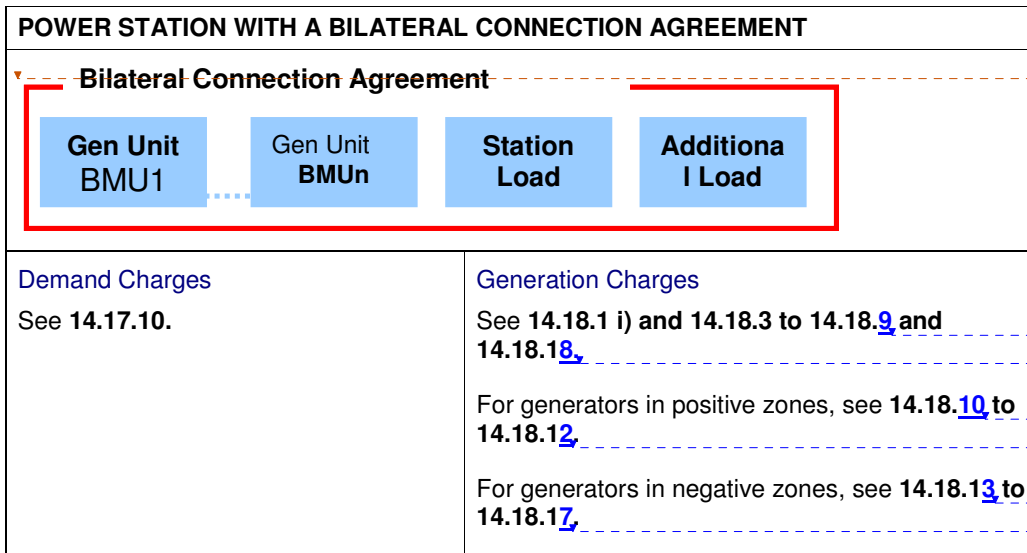 POWER STATION WITH A BILATERAL CONNECTION AGREEMENT
Bilateral Connection Agreement
Gen Unit
BMU1
Gen Unit
BMUn
Station
Load
Additiona
l Load
Demand Charges
See 14.17.10.
Generation Charges
See 14.18.1 i) and 14.18.3 to 14.18.9 and
14.18.18.
For generators in positive zones, see 14.18.10 to
14.18.12.
For generators in negative zones, see 14.18.13 to
14.18.17.